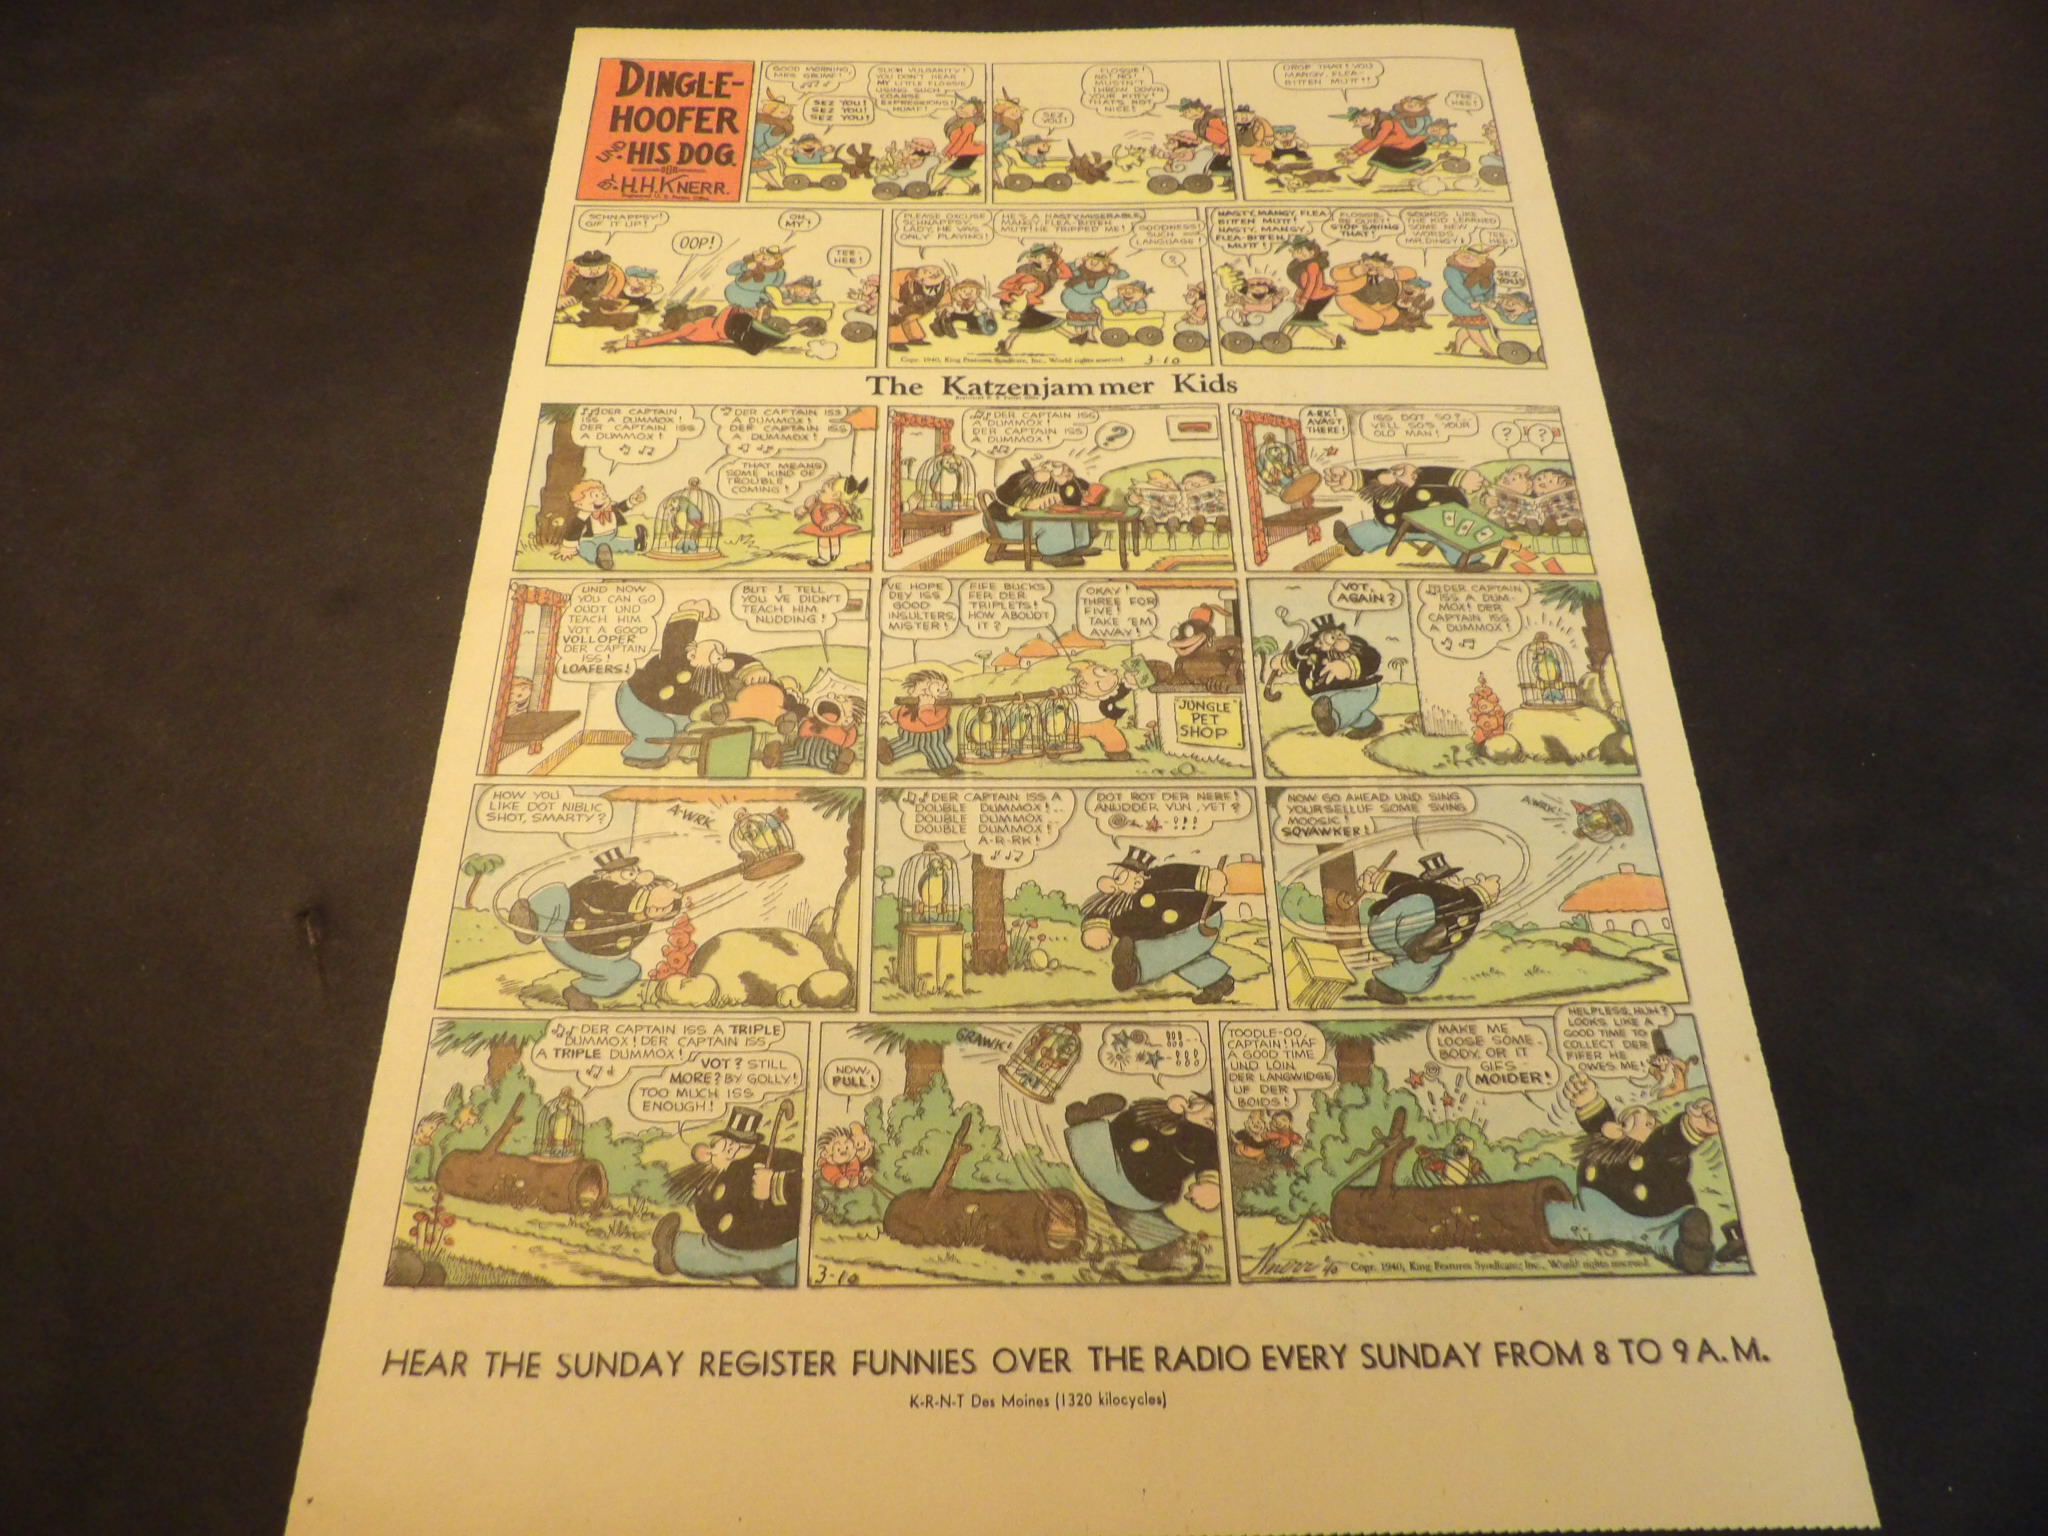 DINGLE-
HOOFER
UND HIS DOG
BY H.H. KNERR.
GOOD MORNING,
MRS GRUMF!
SEZ YOU!
SEZ YOU!
SEZ YOU!
SUCH VULGARITY!
YOU DON'T HEAR
MY LITTLE FLOSSIE
USING SUCH
COARSE
EXPRESSIONS!
HUMF!
SEZ
YOU!
FLOSSIE!
NO! NO!
MUSTN'T
THROW DOWN
YOUR KITTY!
THAT'S NOT
NICE!
DROP THAT! YOU
MANGY, FLEA-
BITTEN MUTT!
TEE-
HEE!
SCHNAPPSY!
GIF IT UP!
OOP!
OH,
MY!
TEE-
HEE!
PLEASE EXCUSE
SCHNAPPSY,
LADY, HE WAS
ONLY PLAYING!
HE'S A NASTY, MISERABLE,
MANGY, FLEA-BITTEN
MUTT! HE TRIPPED ME!
GOODNESS!
SUCH
LANGUAGE!
?
Copr. 1940, King Features Syndicate, Inc., World rights reserved.
3-10
NASTY, MANGY, FLEA
BITTEN MUTT!
NASTY, MANGY,
FLEA-BITTEN
MUTT!
FLOSSIE,
BE QUIET!
STOP SAYING
THAT!
SOUNDS LIKE
THE KID LEARNED
SOME NEW
WORDS,
MR. DINGY!
TEE-
HEE!
SEZ
YOU!
The Katzenjammer Kids
DER CAPTAIN
ISS A DUMMOX!
DER CAPTAIN ISS
A DUMMOX!
DER CAPTAIN ISS
A DUMMOX!
DER CAPTAIN ISS
A DUMMOX!
THAT MEANS
SOME KIND OF
TROUBLE
COMING!
DER CAPTAIN ISS
A DUMMOX!
DER CAPTAIN ISS
A DUMMOX!
?
A-RK!
AVAST
THERE!
ISS DOT SO?
VELL SO'S YOUR
OLD MAN!
?
?
UND NOW
YOU CAN GO
OUDT UND
TEACH HIM
VOT A GOOD
VOLLOPER
DER CAPTAIN
ISS!
LOAFERS!
BUT I TELL
YOU VE DIDN'T
TEACH HIM
NUDDING!
VE HOPE
DEY ISS
GOOD
INSULTERS,
MISTER!
FIFE BUCKS
FER DER
TRIPLETS!
HOW ABOUDT
IT?
OKAY!
THREE FOR
FIVE!
TAKE 'EM
AWAY!
JUNGLE
PET
SHOP
VOT,
AGAIN?
DER CAPTAIN
ISS A DUM-
MOX! DER
CAPTAIN ISS
A DUMMOX!
HOW YOU
LIKE DOT NIBLIC
SHOT, SMARTY?
A-WRK
DER CAPTAIN ISS A
DOUBLE DUMMOX!
DOUBLE DUMMOX
DOUBLE DUMMOX!
A-R-RK!
DOT ROT DER NERF!
ANUDDER VUN, YET?
NOW GO AHEAD UND SING
YOURSELLUF SOME SVING
MOOSIC!
SQVAWKER!
A-WRK!
DER CAPTAIN ISS A TRIPLE
DUMMOX! DER CAPTAIN ISS
A TRIPLE DUMMOX!
VOT? STILL
MORE? BY GOLLY!
TOO MUCH ISS
ENOUGH!
NOW,
PULL!
GRAWK!
3-10
TOODLE-OO,
CAPTAIN! HAF
A GOOD TIME
UND LOIN
DER LANGWIDGE
UF DER
BOIDS!
MAKE ME
LOOSE SOME-
BODY, OR IT
GIFS
MOIDER!
HELPLESS, HUH?
LOOKS LIKE A
GOOD TIME TO
COLLECT DER
FIFER HE
OWES ME!
Knerr '40
Copr. 1940, King Features Syndicate, Inc., World rights reserved.
HEAR THE SUNDAY REGISTER FUNNIES OVER THE RADIO EVERY SUNDAY FROM 8 TO 9 A. M.
K-R-N-T Des Moines (1320 kilocycles)